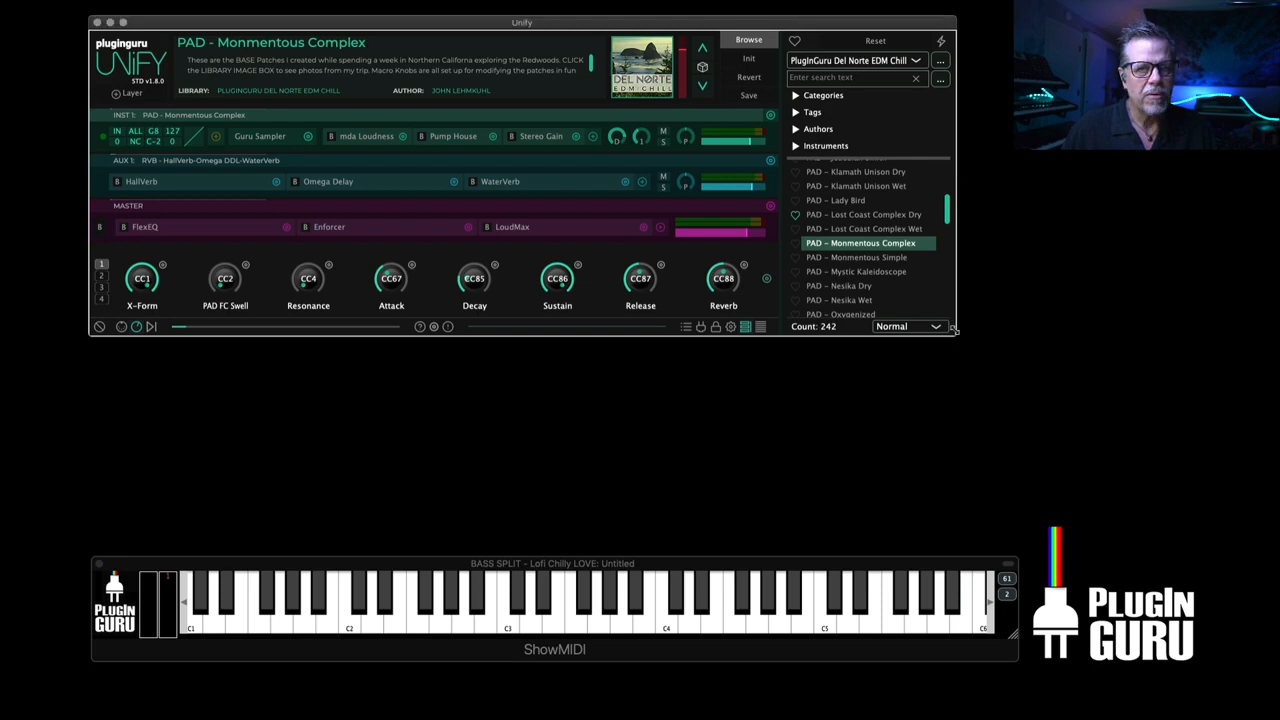 Unify
pluginguru
UNIFY
STD v1.8.0
Layer
PAD - Monmentous Complex
These are the BASE Patches I created while spending a week in Northern Californa exploring the Redwoods. CLICK
the LIBRARY IMAGE BOX to see photos from my trip. Macro Knobs are all set up for modifying the patches in fun
LIBRARY: PLUGINGURU DEL NORTE EDM CHILL AUTHOR: JOHN LEHMKUHL
DEL NORTE
EDM CHILL
Browse
Init
Revert
Save
INST 1: PAD - Monmentous Complex
IN ALL G8 127
0 NC C-2 0
Guru Sampler B mda Loudness B Pump House B Stereo Gain D 1 M S P
AUX 1: RVB - HallVerb-Omega DDL-WaterVerb
B HallVerb B Omega Delay B WaterVerb M S P
MASTER
B B FlexEQ B Enforcer B LoudMax
1
2
3
4
CC1 CC2 CC4 CC67 CC85 CC86 CC87 CC88
X-Form PAD FC Swell Resonance Attack Decay Sustain Release Reverb
Reset
PlugInGuru Del Norte EDM Chill ...
Enter search text ...
Categories
Tags
Authors
Instruments
PAD - Klamath Unison Dry
PAD - Klamath Unison Wet
PAD - Lady Bird
PAD - Lost Coast Complex Dry
PAD - Lost Coast Complex Wet
PAD - Monmentous Complex
PAD - Monmentous Simple
PAD - Mystic Kaleidoscope
PAD - Nesika Dry
PAD - Nesika Wet
PAD - Oxygenized
Count: 242 Normal
BASS SPLIT - Lofi Chilly LOVE: Untitled
PLUGIN
GURU
1
C1 C2 C3 C4 C5 C6
61
2
ShowMIDI
PLUGIN
GURU